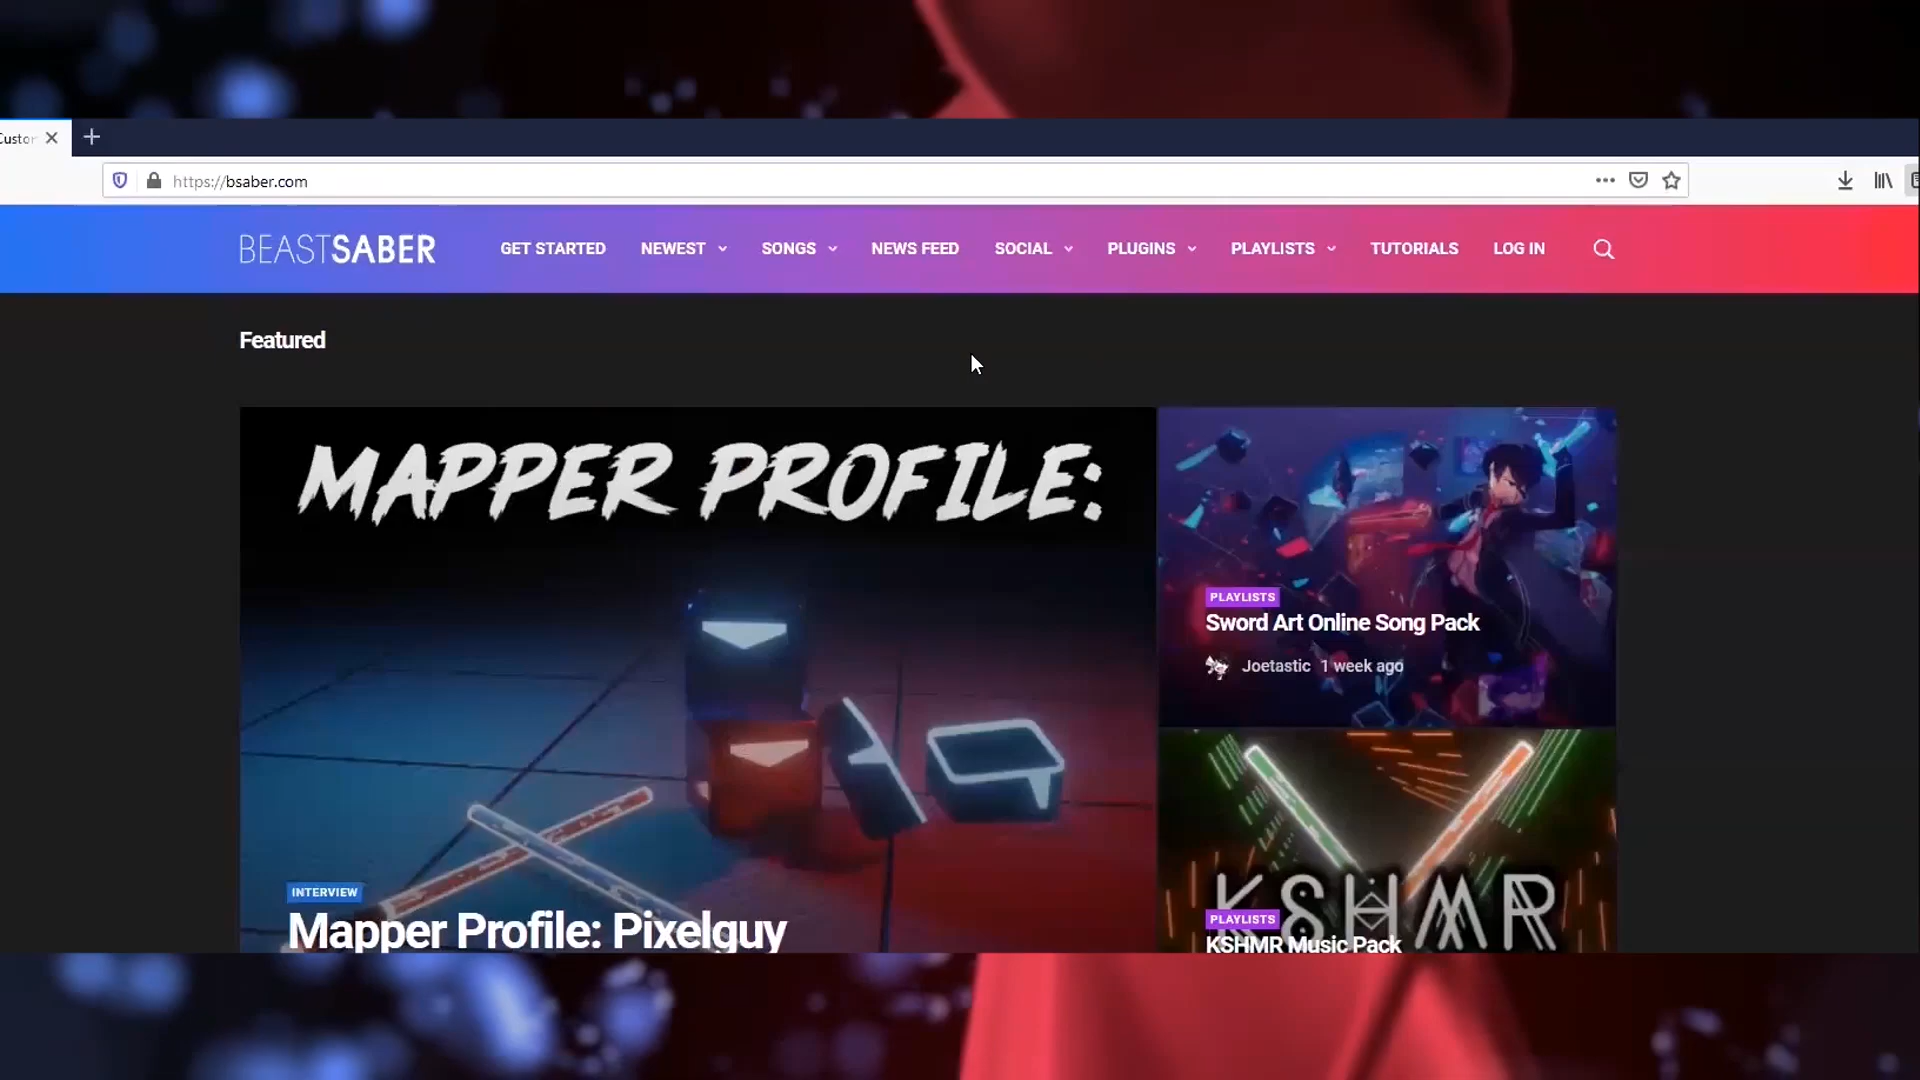 Custor
https://bsaber.com
BEASTSABER
GET STARTED
NEWEST
SONGS
NEWS FEED
SOCIAL
PLUGINS
PLAYLISTS
TUTORIALS
LOG IN
Featured
MAPPER PROFILE:
INTERVIEW
Mapper Profile: Pixelguy
PLAYLISTS
Sword Art Online Song Pack
Joetastic 1 week ago
KSHMR
PLAYLISTS
KSHMR Music Pack